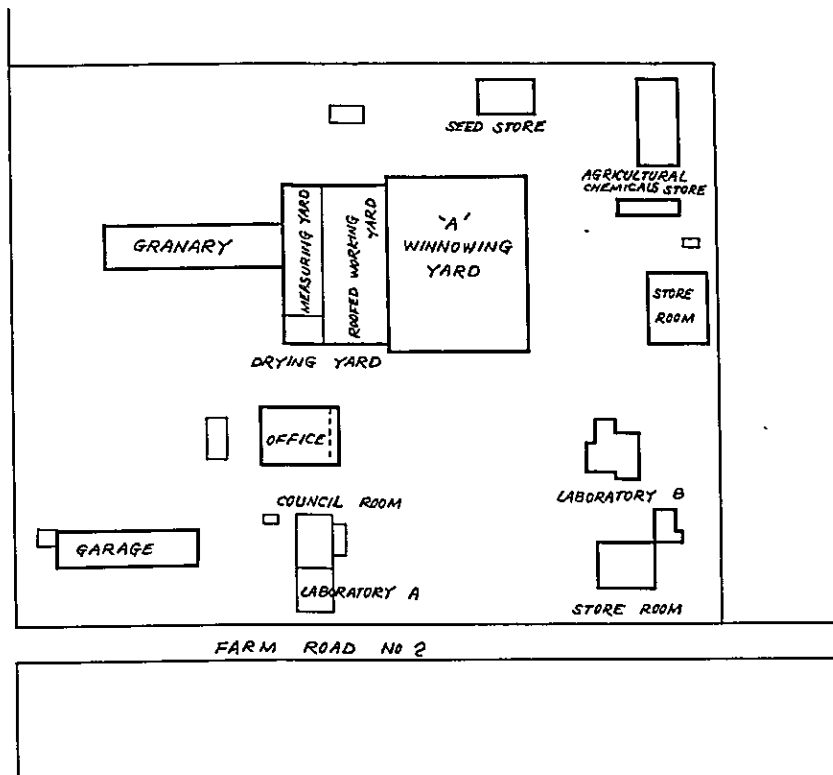 SEED STORE
AGRICULTURAL
CHEMICALS STORE
GRANARY
MEASURING YARD
ROOFED WORKING
YARD
'A'
WINNOWING
YARD
STORE
ROOM
DRYING YARD
OFFICE
COUNCIL ROOM
LABORATORY B
GARAGE
LABORATORY A
STORE ROOM
FARM ROAD No 2